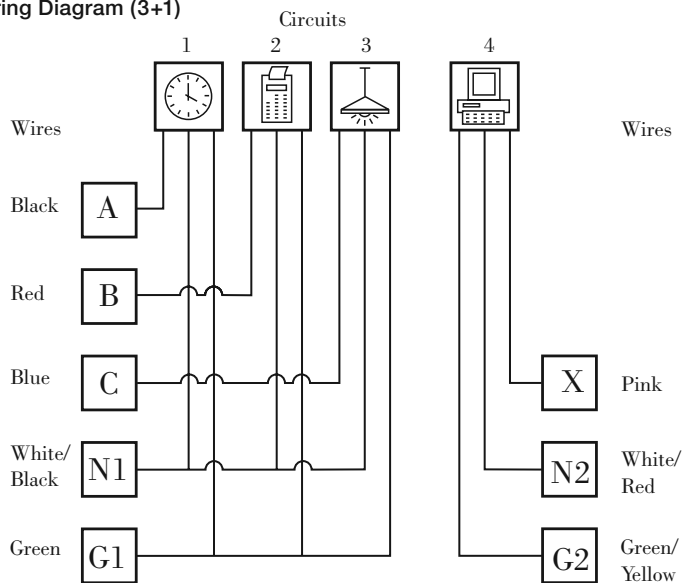 ring Diagram (3+1)
Circuits
1 2 3 4
Wires Wires
Black A
Red B
Blue C
X Pink
White/
Black N1
N2 White/
Red
Green G1
G2 Green/
Yellow